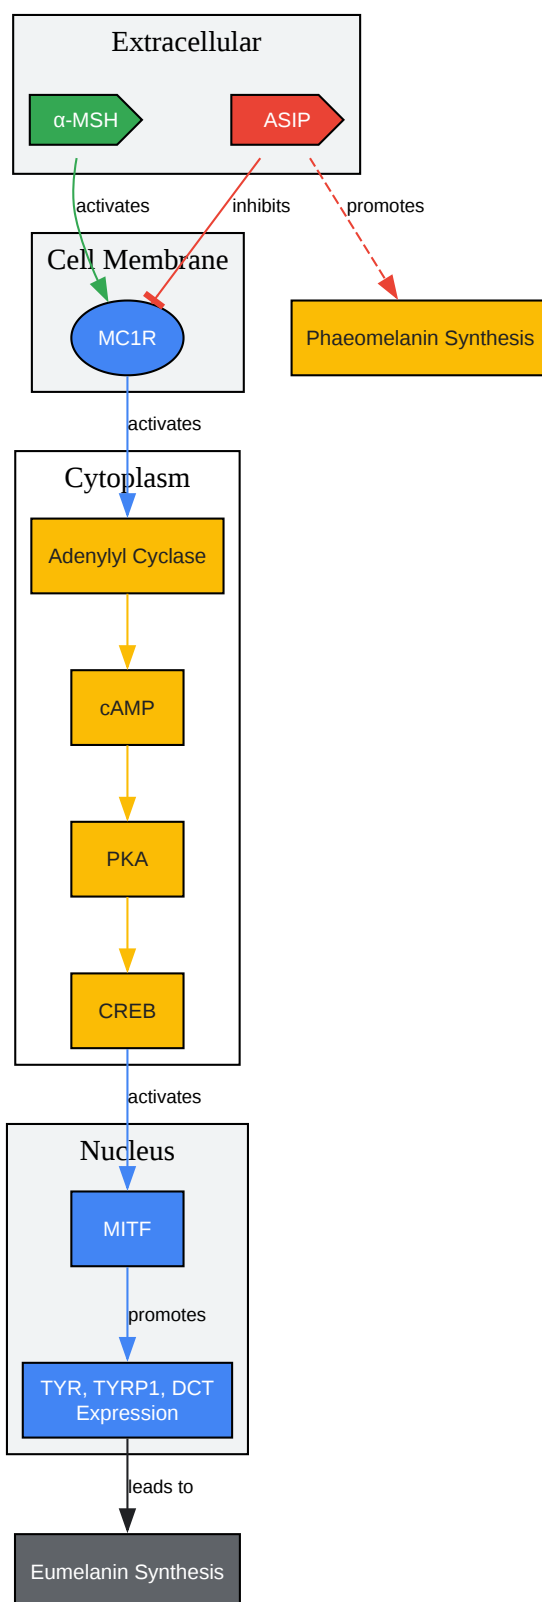 Extracellular
α-MSH
ASIP
activates
inhibits
promotes
Cell Membrane
MC1R
Phaeomelanin Synthesis
activates
Cytoplasm
Adenylyl Cyclase
cAMP
PKA
CREB
activates
Nucleus
MITF
promotes
TYR, TYRP1, DCT
Expression
leads to
Eumelanin Synthesis